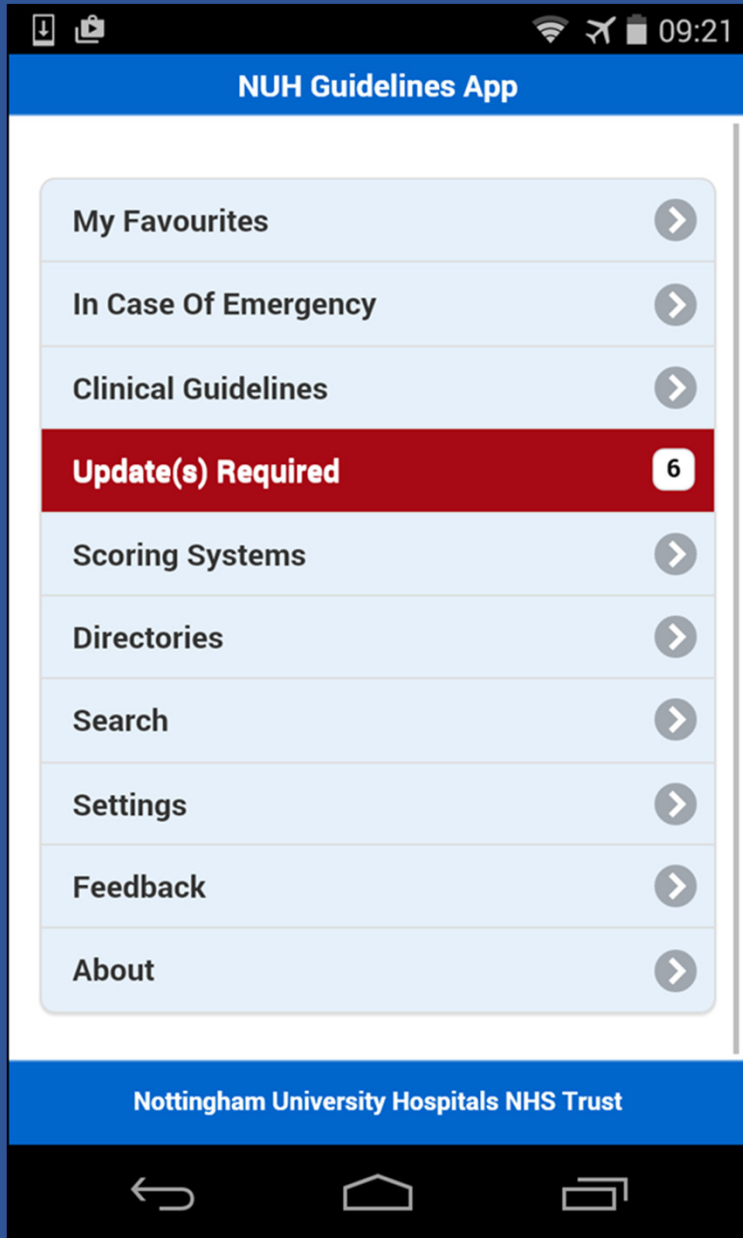 09:21
NUH Guidelines App
My Favourites
In Case Of Emergency
Clinical Guidelines
Update(s) Required 6
Scoring Systems
Directories
Search
Settings
Feedback
About
Nottingham University Hospitals NHS Trust